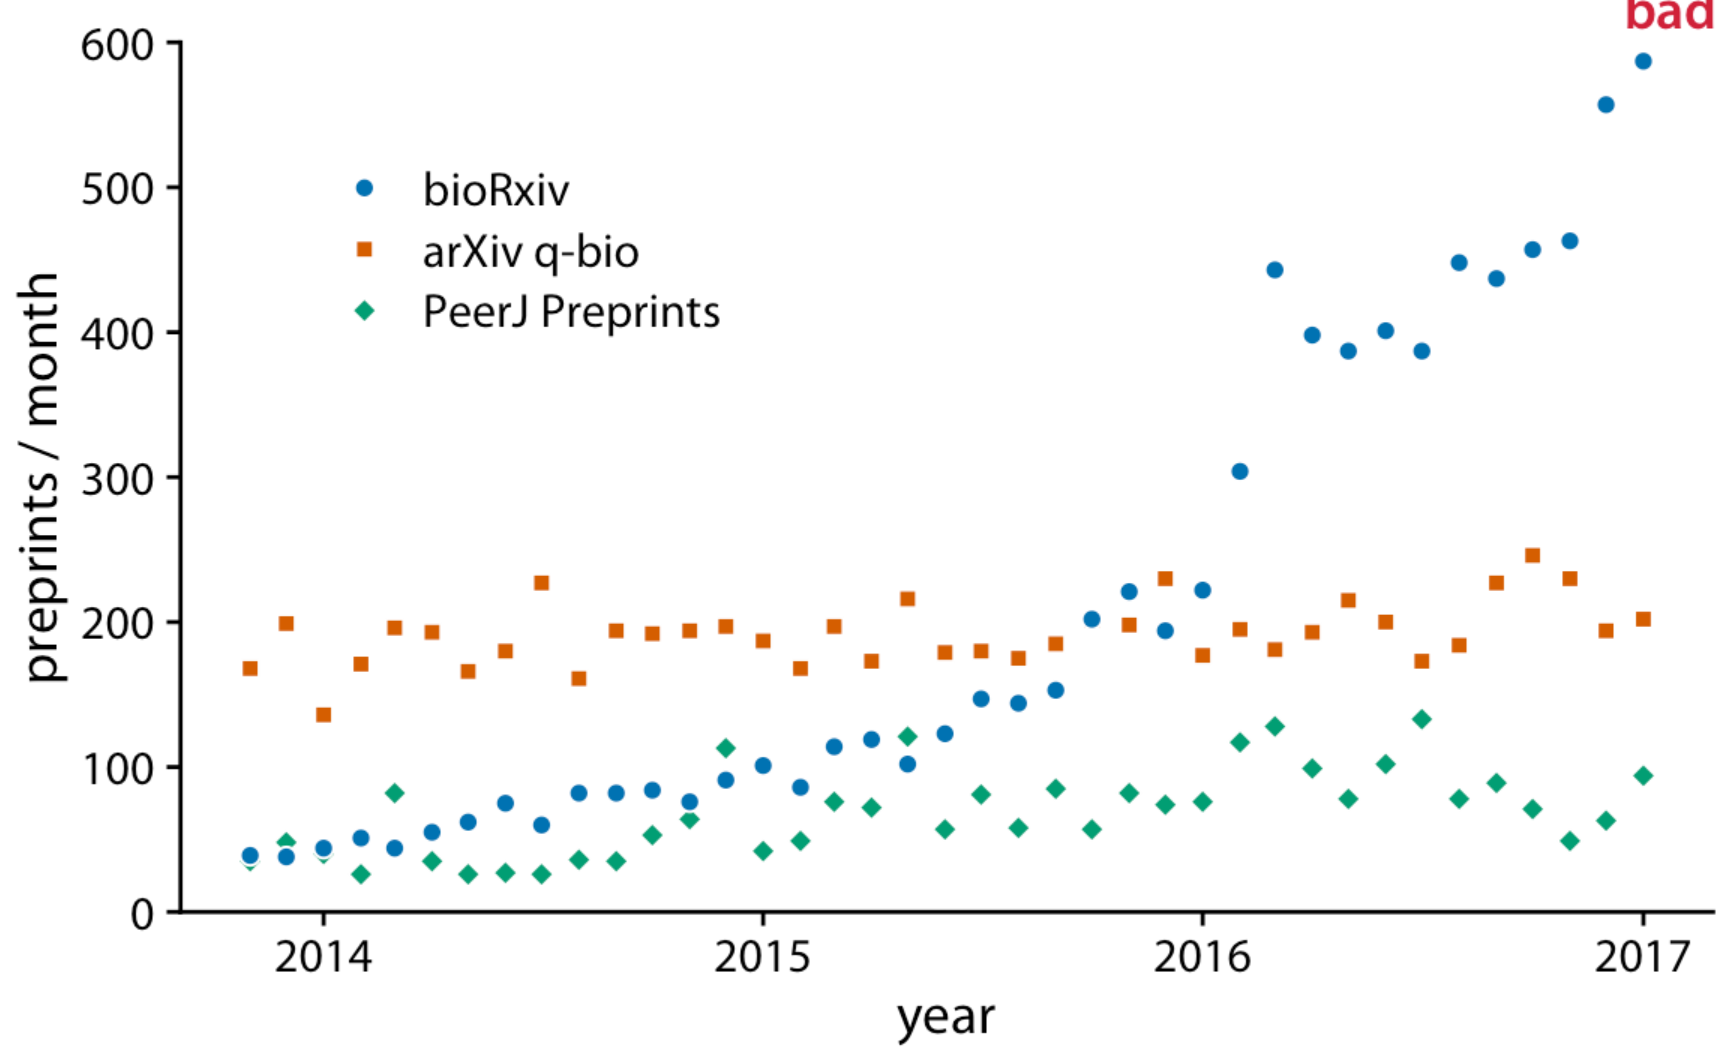 bad
600
500
400
300
200
100
0
preprints / month
bioRxiv
arXiv q-bio
PeerJ Preprints
2014
2015
2016
2017
year